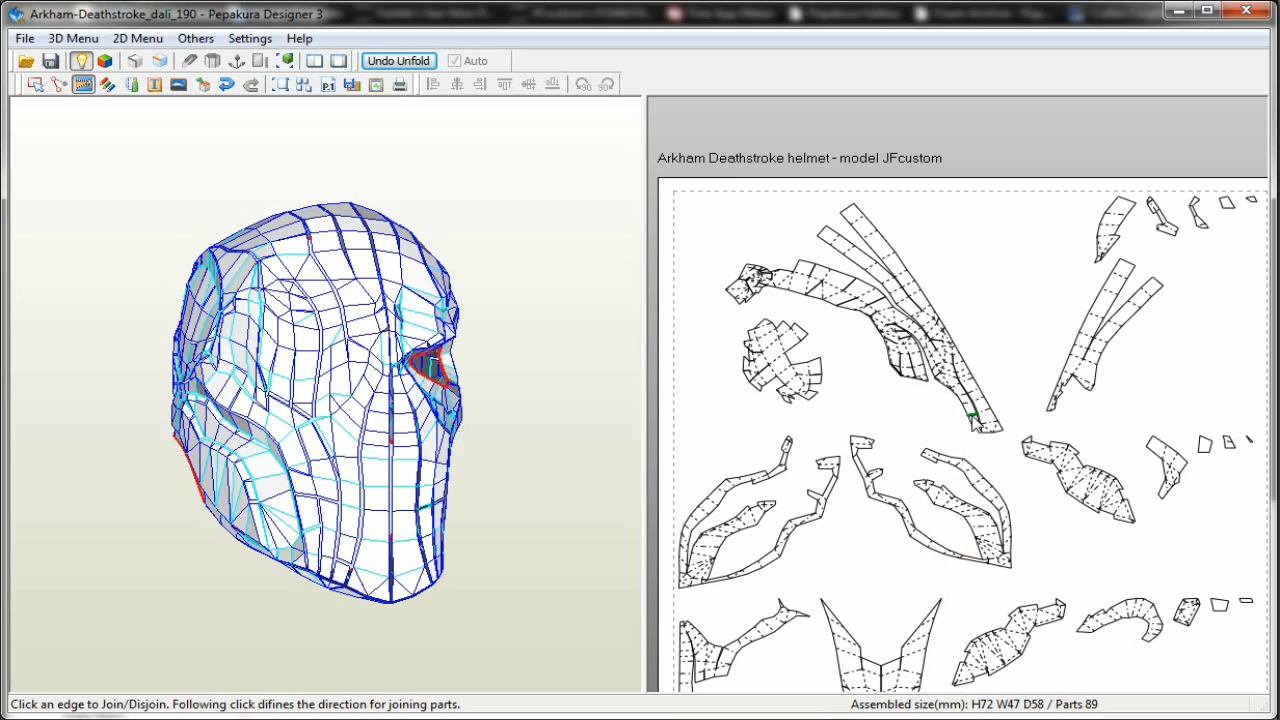 Arkham-Deathstroke_dali_190 - Pepakura Designer 3
File 3D Menu 2D Menu Others Settings Help
Undo Unfold Auto
P.1
Arkham Deathstroke helmet - model JFcustom
Click an edge to Join/Disjoin. Following click difines the direction for joining parts.
Assembled size(mm): H72 W47 D58 / Parts 89